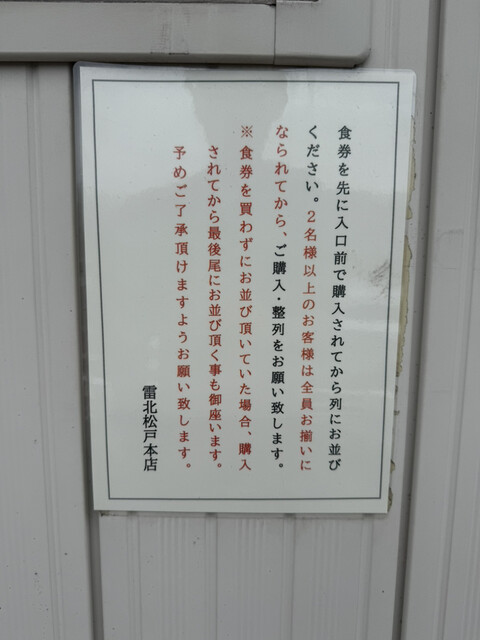 食券を先に入口前で購入されてから列にお並び
ください。２名様以上のお客様は全員お揃いに
なられてから、ご購入・整列をお願い致します。
※食券を買わずにお並び頂いていた場合、購入
されてから最後尾にお並び頂く事も御座います。
予めご了承頂けますようお願い致します。
雷北松戸本店